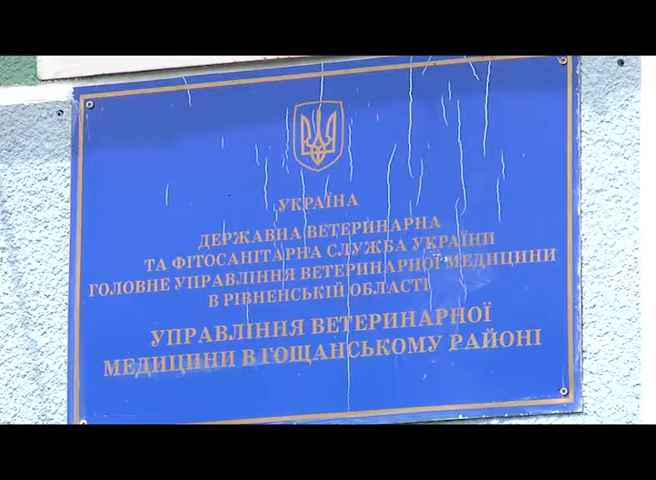 УКРАЇНА
ДЕРЖАВНА ВЕТЕРИНАРНА
ТА ФІТОСАНІТАРНА СЛУЖБА УКРАЇНИ
ГОЛОВНЕ УПРАВЛІННЯ ВЕТЕРИНАРНОЇ МЕДИЦИНИ
В РІВНЕНСЬКІЙ ОБЛАСТІ
УПРАВЛІННЯ ВЕТЕРИНАРНОЇ
МЕДИЦИНИ В ГОЩАНСЬКОМУ РАЙОНІ